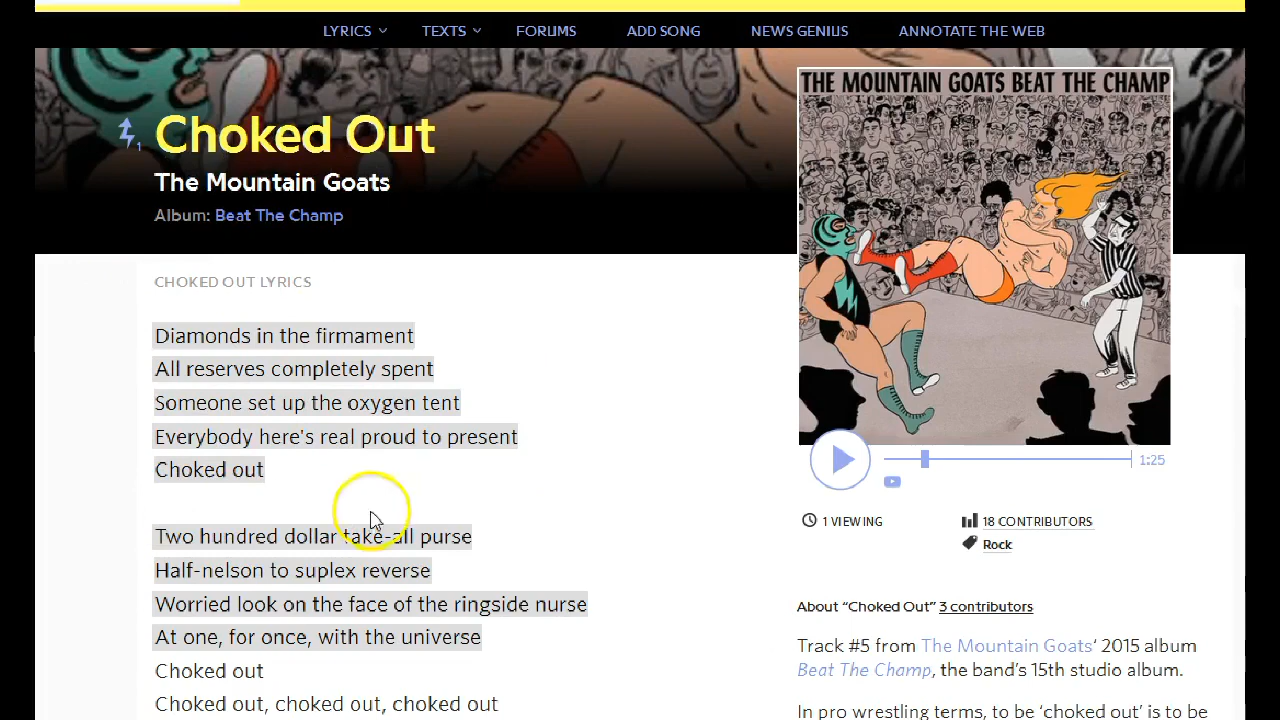 LYRICS TEXTS FORUMS ADD SONG NEWS GENIUS ANNOTATE THE WEB
THE MOUNTAIN GOATS BEAT THE CHAMP
1
Choked Out
The Mountain Goats
Album: Beat The Champ
CHOKED OUT LYRICS
Diamonds in the firmament
All reserves completely spent
Someone set up the oxygen tent
Everybody here's real proud to present
Choked out
Two hundred dollar take-all purse
Half-nelson to suplex reverse
Worried look on the face of the ringside nurse
At one, for once, with the universe
Choked out
Choked out, choked out, choked out
1:25
1 VIEWING
18 CONTRIBUTORS
Rock
About “Choked Out” 3 contributors
Track #5 from The Mountain Goats‘ 2015 album
Beat The Champ, the band’s 15th studio album.
In pro wrestling terms, to be ‘choked out’ is to be